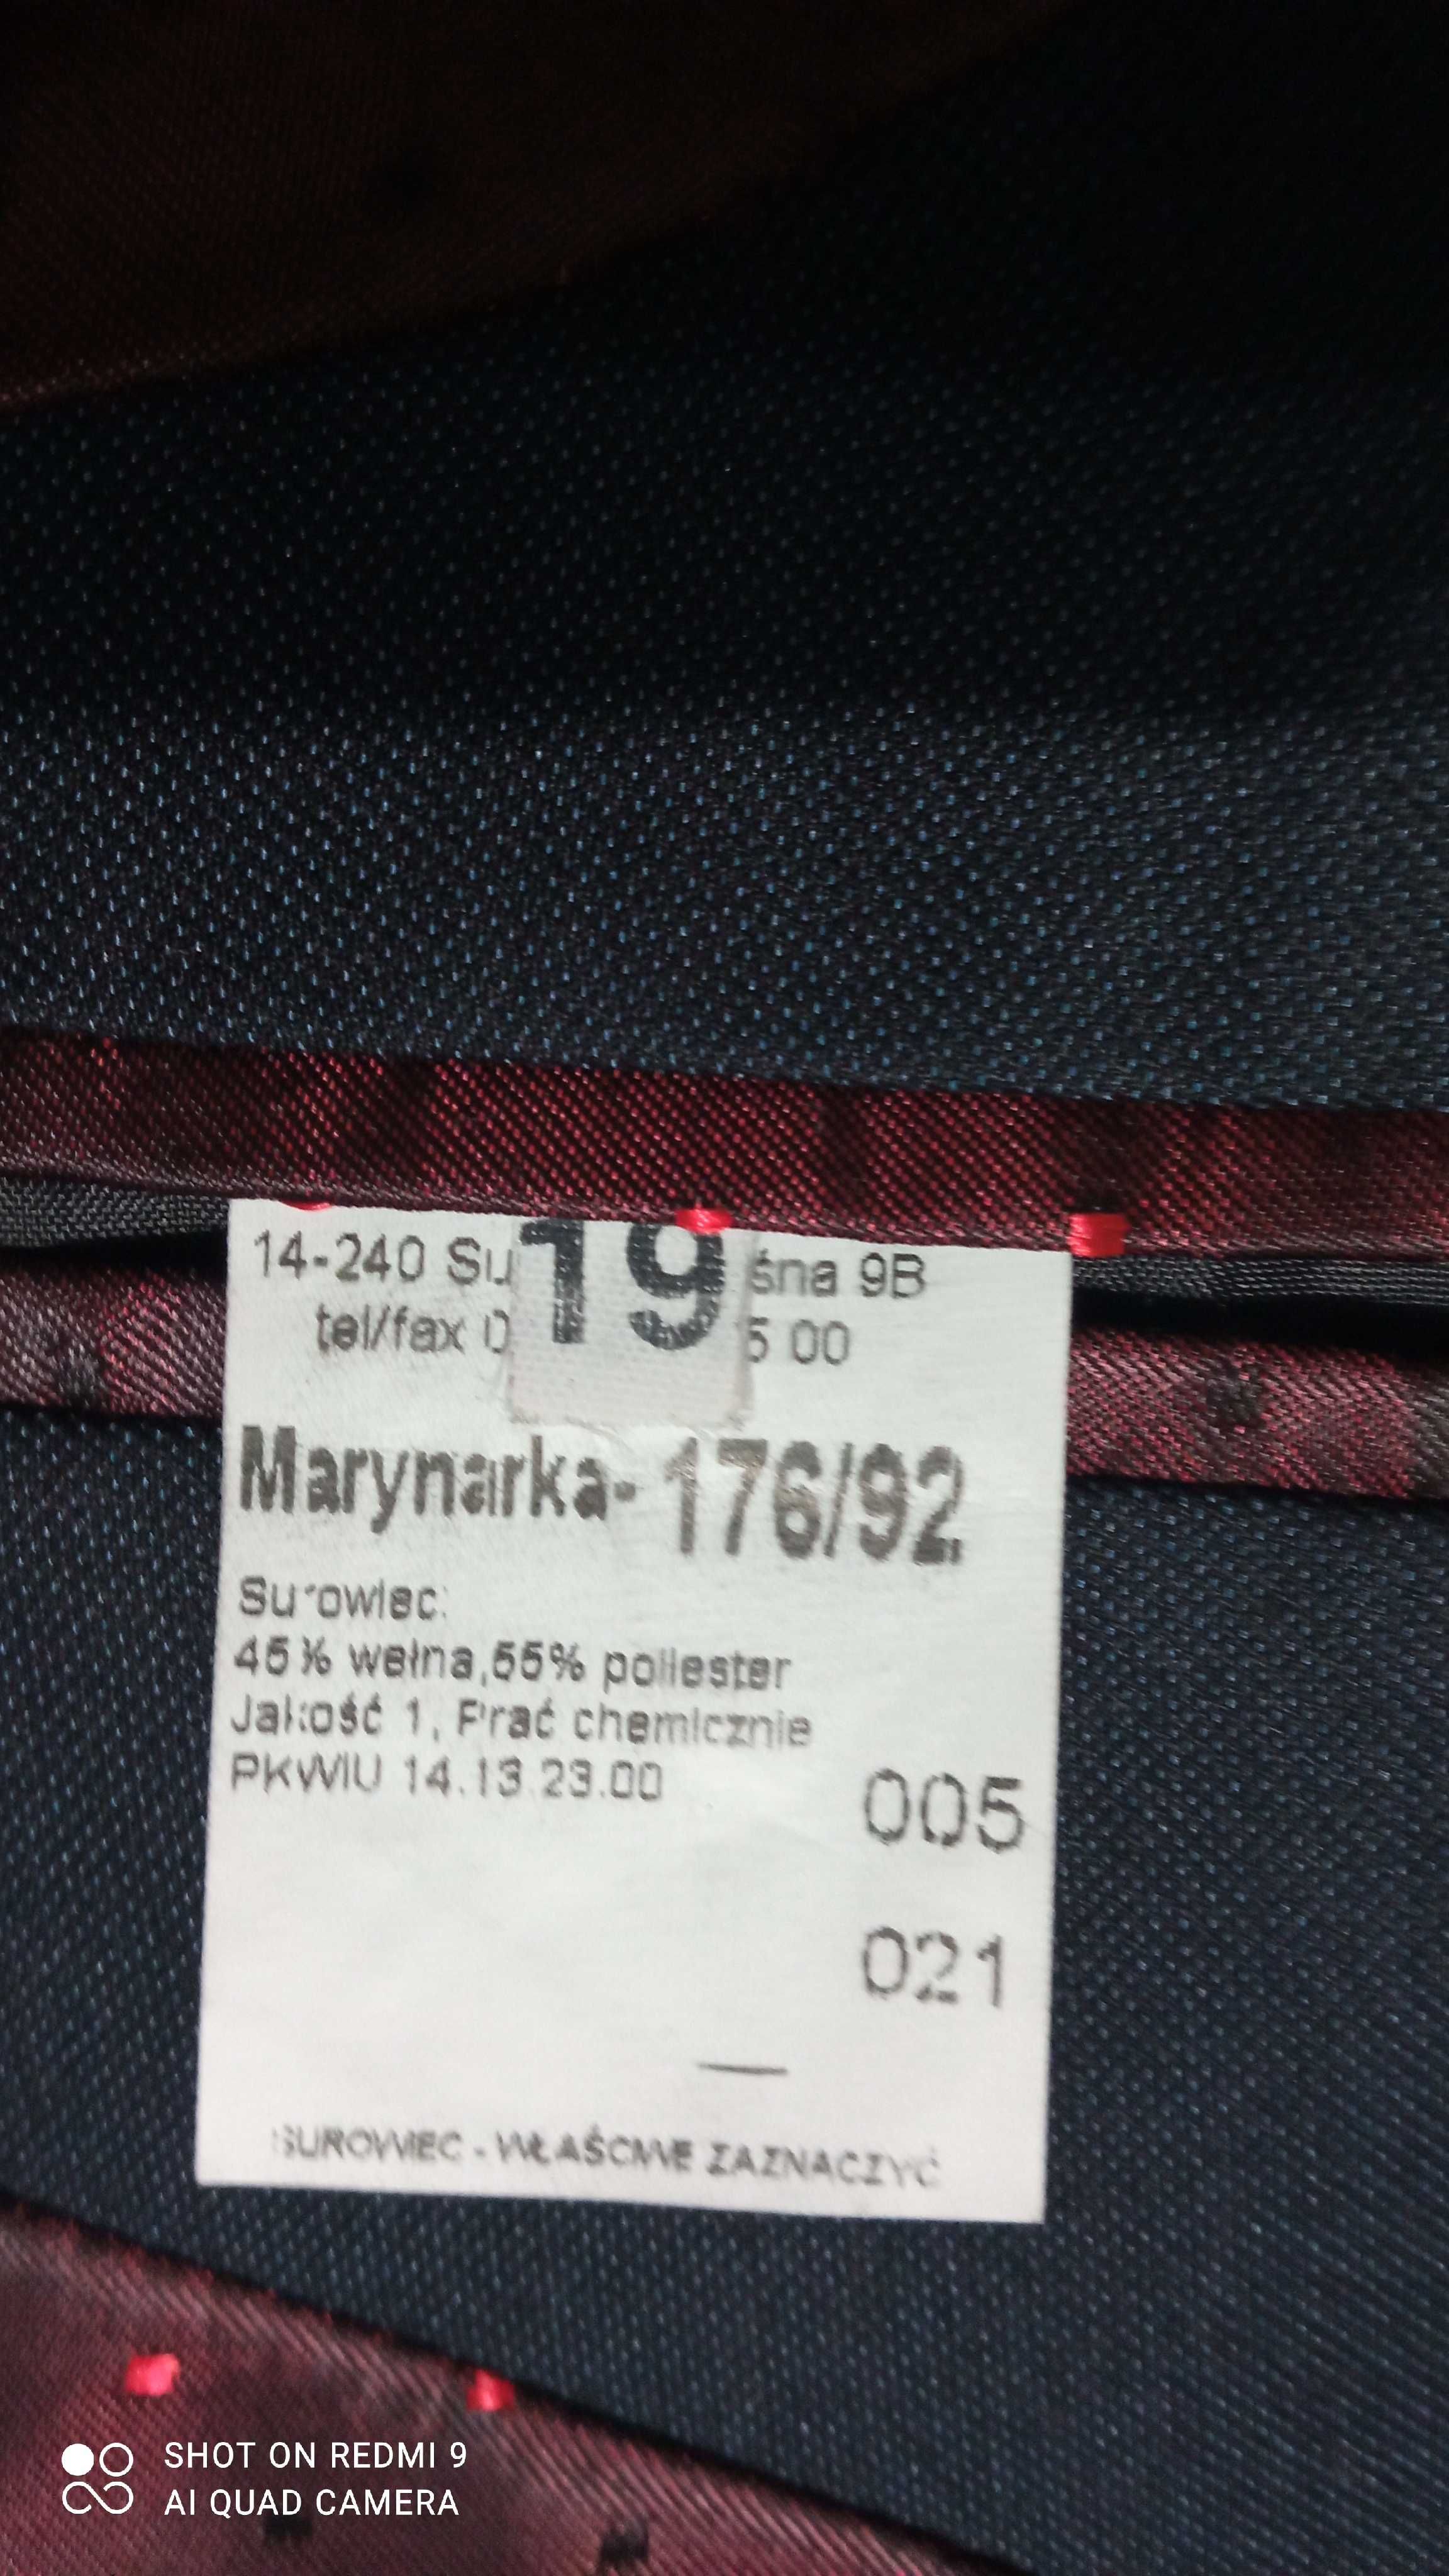 19
14-240 Su śna 9B
tel/fax 0 5 00
Marynarka- 176/92
Surowiec:
45% wełna,55% poliester
Jakość 1, Prać chemicznie
PKWIU 14.13.23.00
005
021
SUROWIEC - WŁAŚCIWE ZAZNACZYĆ
SHOT ON REDMI 9
AI QUAD CAMERA